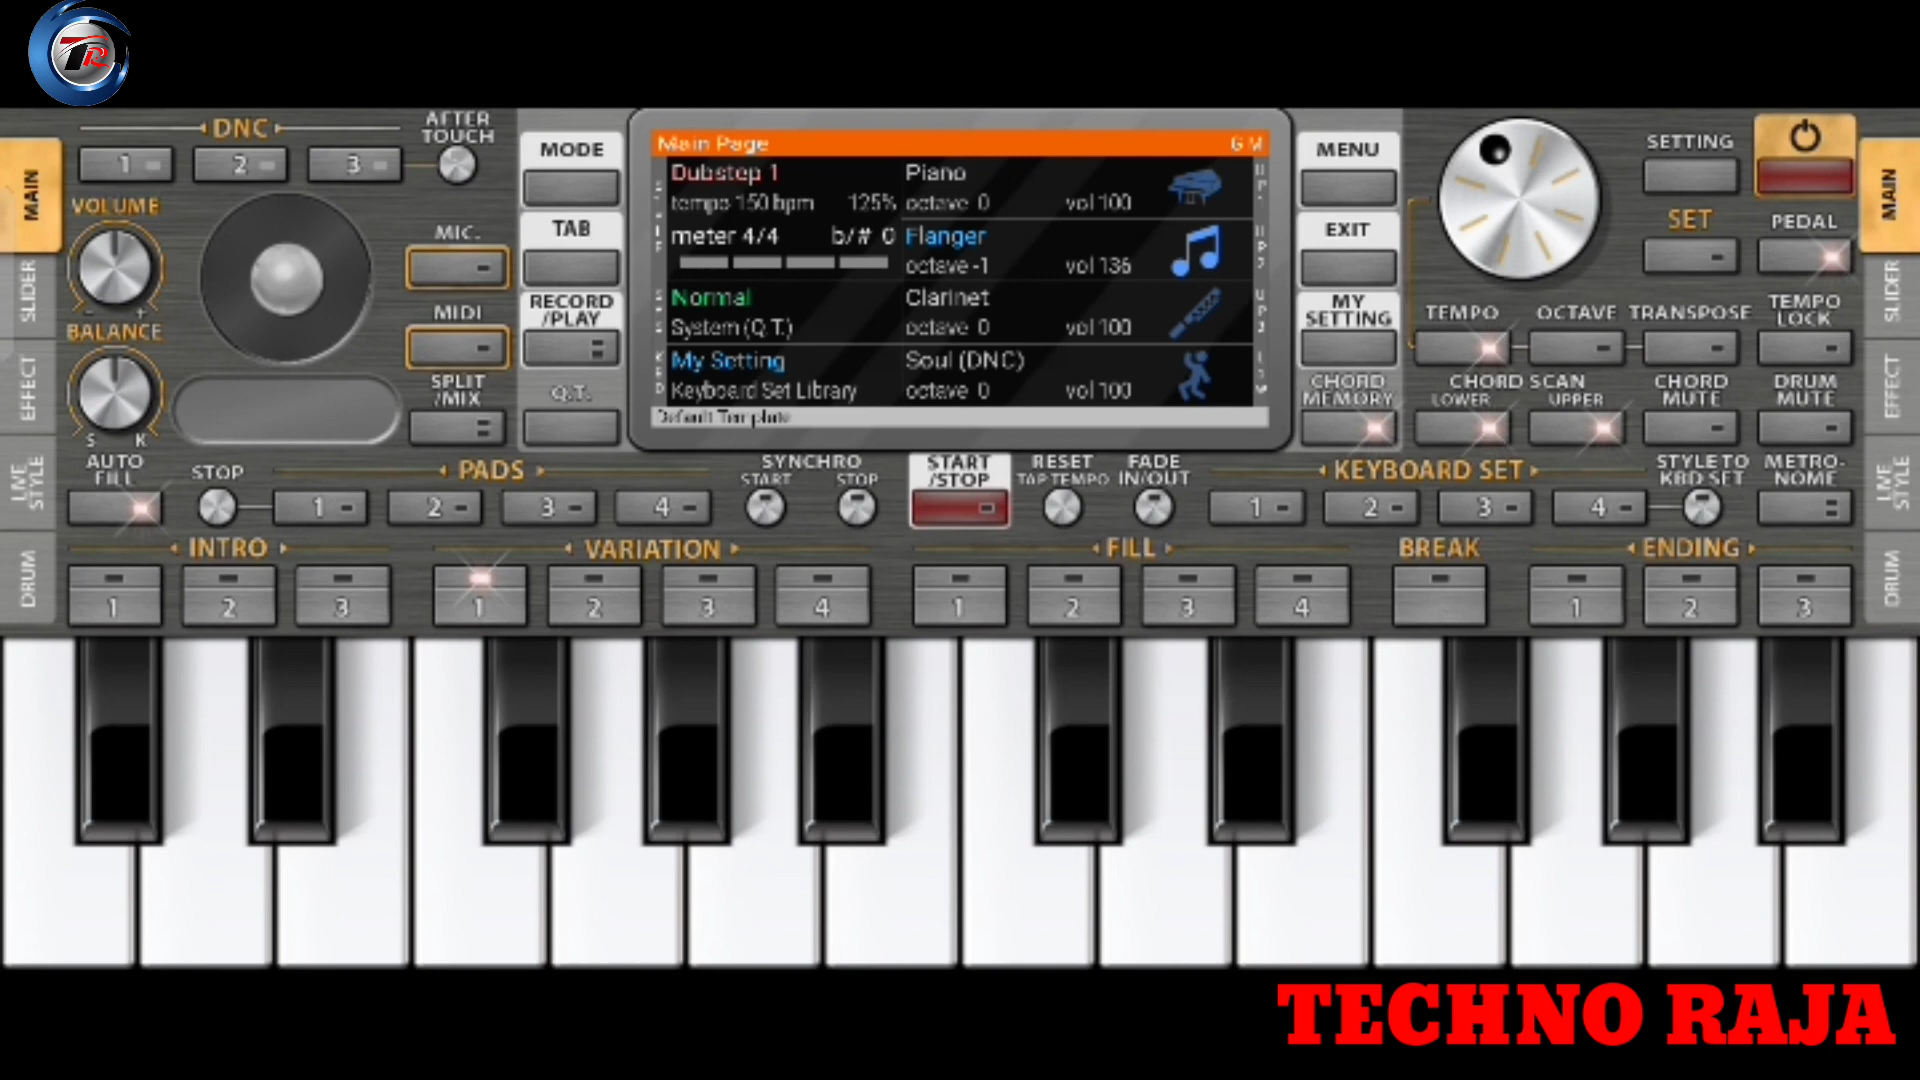 TR
DNC
AFTER
TOUCH
1
2
3
MODE
MENU
SETTING
Main Page
GM
Dubstep 1
Piano
tempo 150 bpm 125%
octave 0 vol 100
meter 4/4 b/# 0
Flanger
octave -1 vol 136
Normal
Clarinet
System (Q.T.)
octave 0 vol 100
My Setting
Soul (DNC)
Keyboard Set Library
octave 0 vol 100
Default Template
MAIN
SLIDER
EFFECT
LIVE
STYLE
DRUM
VOLUME
- +
BALANCE
S K
MIC.
MIDI
SPLIT
/MIX
TAB
RECORD
/PLAY
Q.T.
EXIT
MY
SETTING
SET
PEDAL
TEMPO
OCTAVE
TRANSPOSE
TEMPO
LOCK
CHORD
MEMORY
CHORD SCAN
LOWER
UPPER
CHORD
MUTE
DRUM
MUTE
MAIN
SLIDER
EFFECT
LIVE
STYLE
DRUM
AUTO
FILL
STOP
PADS
1
2
3
4
SYNCHRO
START
STOP
START
/STOP
RESET
TAP TEMPO
FADE
IN/OUT
KEYBOARD SET
1
2
3
4
STYLE TO
KBD SET
METRO-
NOME
INTRO
1
2
3
VARIATION
1
2
3
4
FILL
1
2
3
4
BREAK
ENDING
1
2
3
TECHNO RAJA